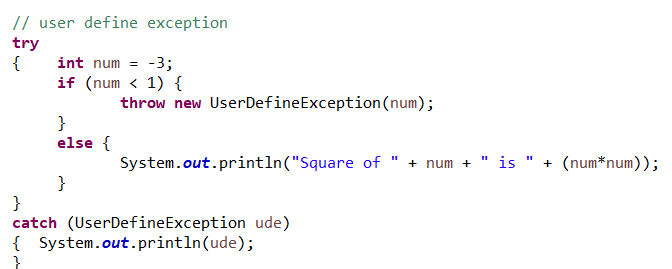 // user define exception
try
{    int num = -3;
     if (num < 1) {
            throw new UserDefineException(num);
     }
     else {
            System.out.println("Square of " + num + " is " + (num*num));
     }
}
catch (UserDefineException ude)
{  System.out.println(ude);
}